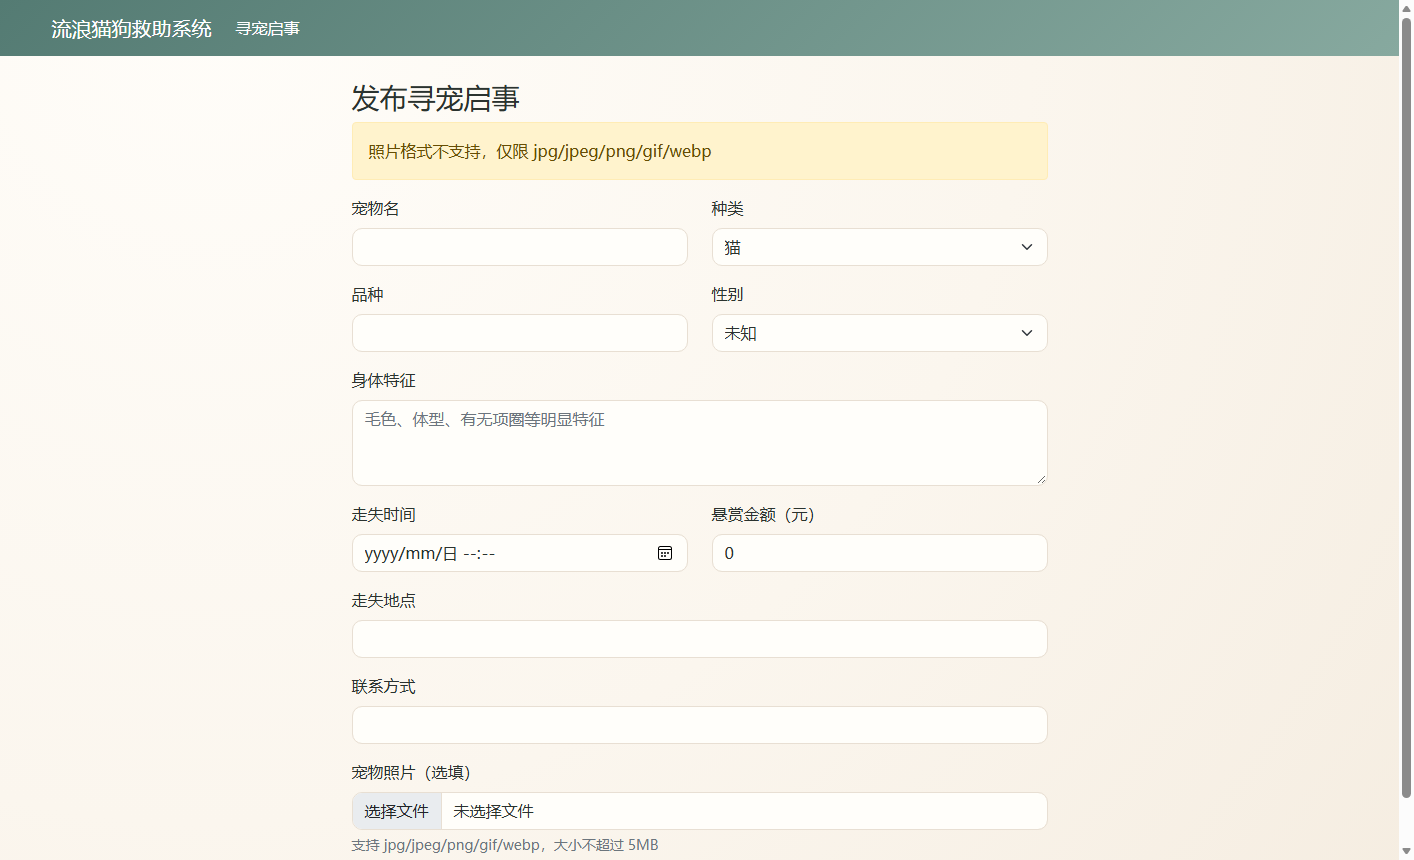 流浪猫狗救助系统 寻宠启事
发布寻宠启事
照片格式不支持，仅限 jpg/jpeg/png/gif/webp
宠物名 种类
猫
品种 性别
未知
身体特征
毛色、体型、有无项圈等明显特征
走失时间 悬赏金额（元）
yyyy/mm/日 --:-- 0
走失地点
联系方式
宠物照片（选填）
选择文件 未选择文件
支持 jpg/jpeg/png/gif/webp，大小不超过 5MB